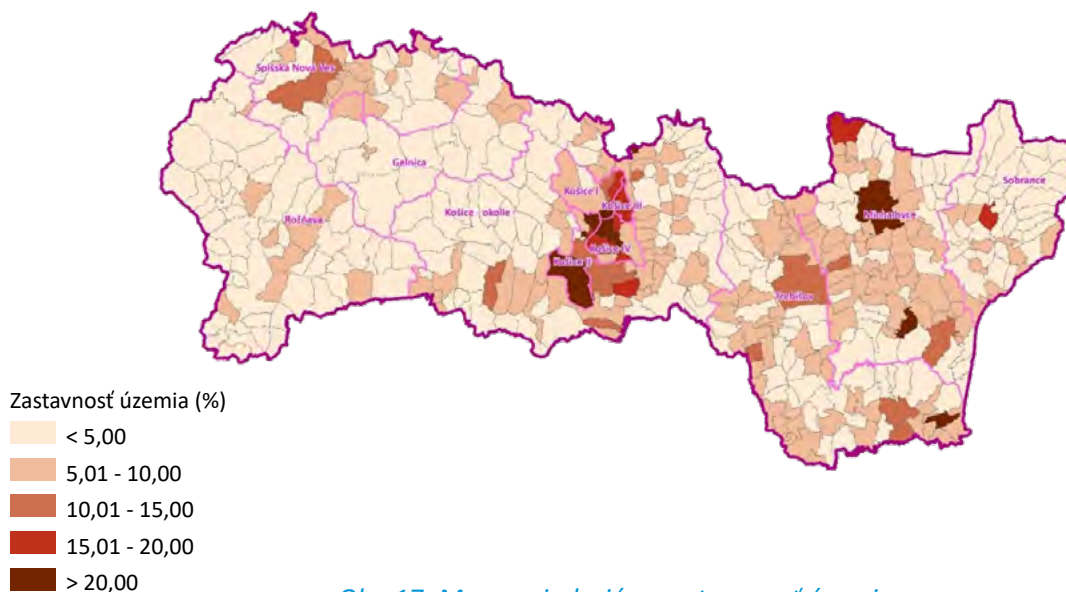 Spišská Nová Ves
Gelnica
Rožňava
Košice - okolie
Košice I
Košice III
Košice IV
Košice II
Michalovce
Sobrance
Trebišov
Zastavnosť územia (%)
< 5,00
5,01 - 10,00
10,01 - 15,00
15,01 - 20,00
> 20,00